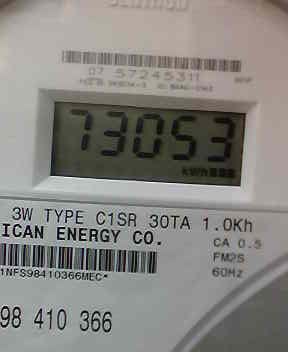 07 57245311
73053
kWh
3W TYPE C1SR 30TA 1.0Kh
ICAN ENERGY CO.
CA 0.5
FM2S
60Hz
1NFS98410366MEC*
98 410 366